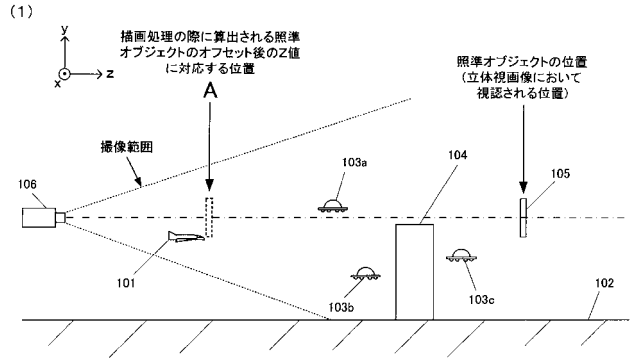 (1)
y
x
z
描画処理の際に算出される照準
オブジェクトのオフセット後のZ値
に対応する位置
A
照準オブジェクトの位置
(立体視画像において
視認される位置)
撮像範囲
106
103a
104
105
101
103b
103c
102